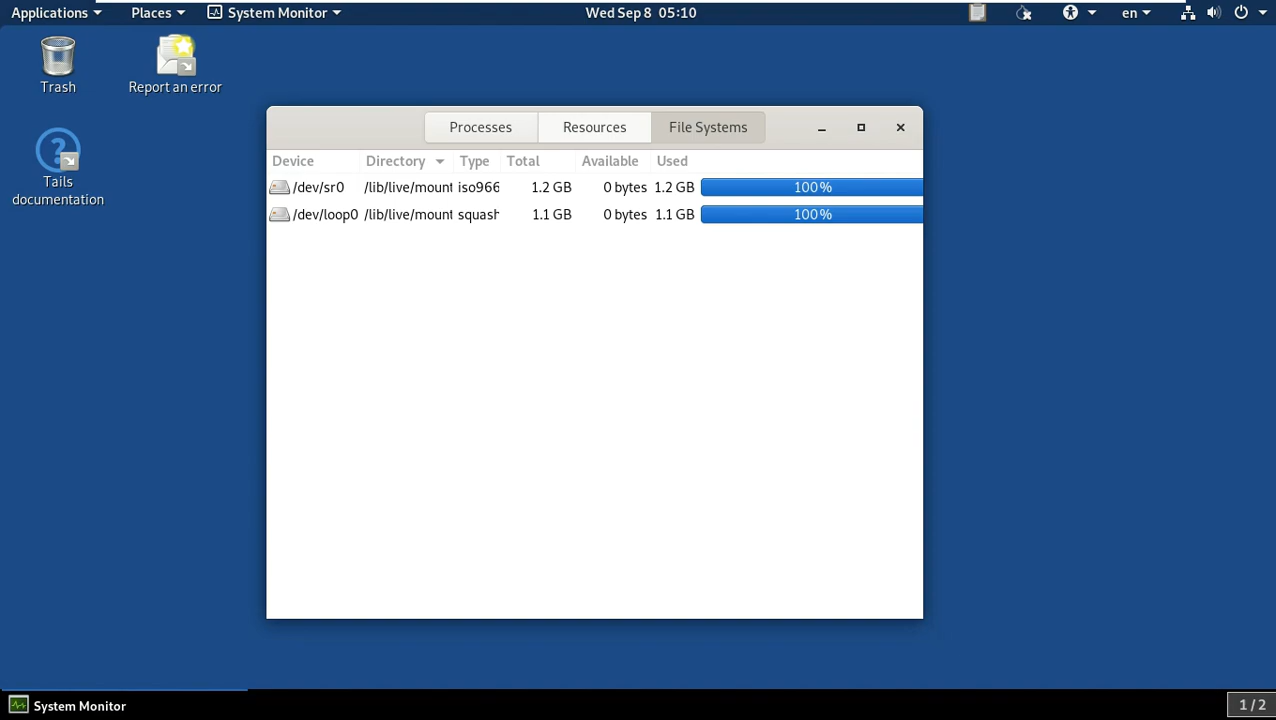 Applications Places System Monitor Wed Sep 8 05:10 en
Trash
Report an error
Tails
documentation
Processes Resources File Systems
Device Directory Type Total Available Used
/dev/sr0 /lib/live/mount iso966 1.2 GB 0 bytes 1.2 GB 100%
/dev/loop0 /lib/live/mount squash 1.1 GB 0 bytes 1.1 GB 100%
System Monitor 1 / 2